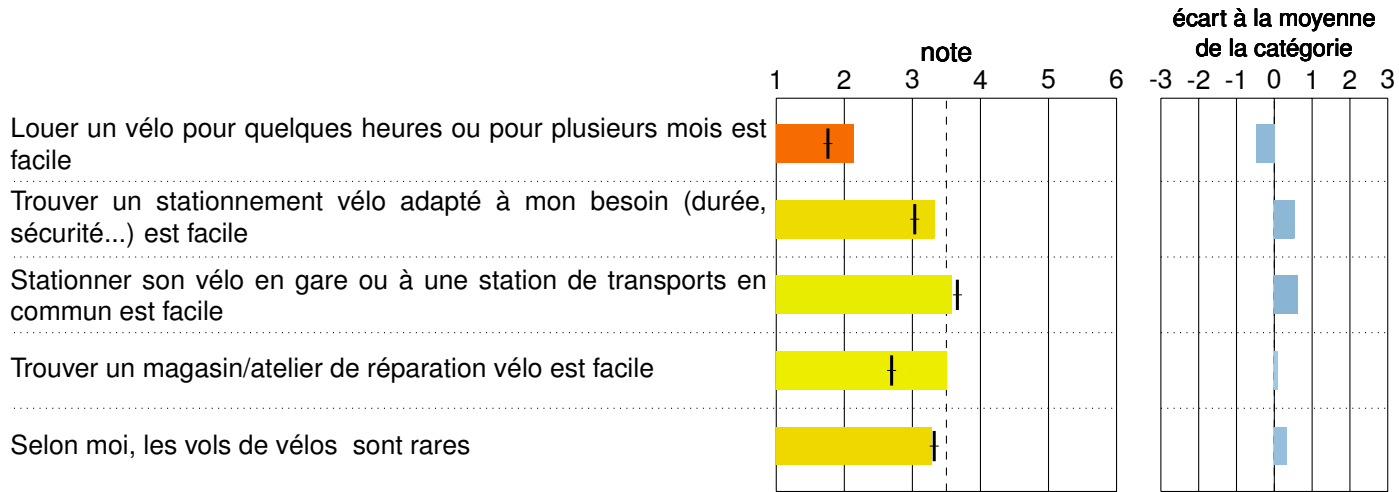 écart à la moyenne
note de la catégorie
1 2 3 4 5 6 -3 -2 -1 0 1 2 3
Louer un vélo pour quelques heures ou pour plusieurs mois est
facile
Trouver un stationnement vélo adapté à mon besoin (durée,
sécurité...) est facile
Stationner son vélo en gare ou à une station de transports en
commun est facile
Trouver un magasin/atelier de réparation vélo est facile
Selon moi, les vols de vélos  sont rares